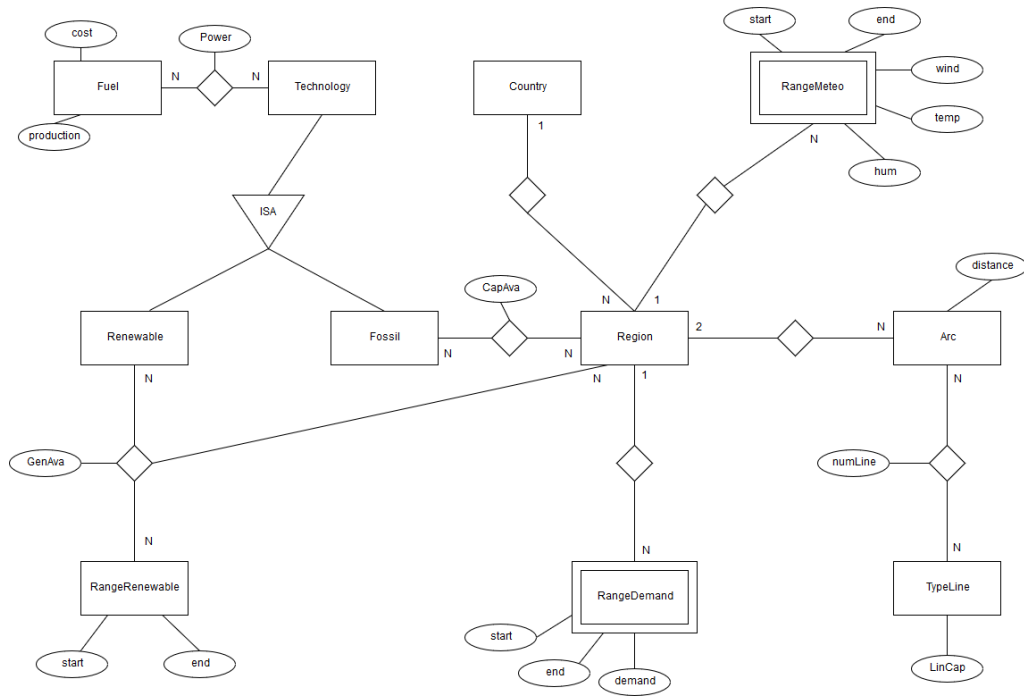 start
end
cost
Power
wind
N
N
Fuel
Technology
Country
RangeMeteo
temp
1
production
N
hum
ISA
distance
CapAva
N
1
2
N
Renewable
Fossil
Region
Arc
N
N
N
N
1
N
GenAva
numLine
N
N
N
RangeRenewable
RangeDemand
TypeLine
start
start
end
end
demand
LinCap